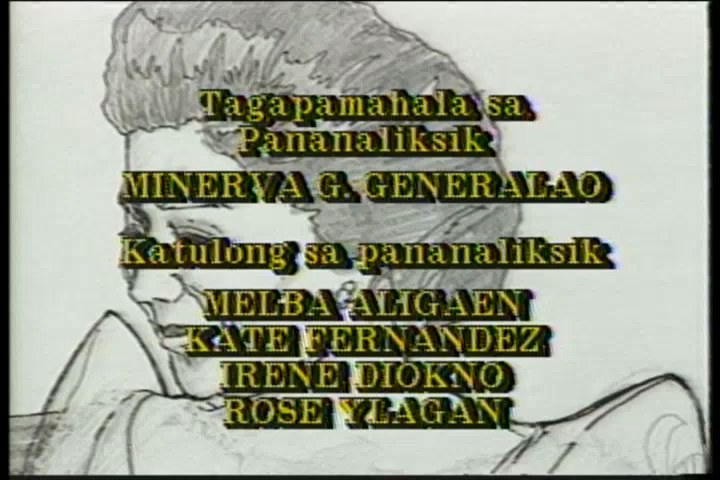 Tagapamahala sa
Pananaliksik
MINERVA G. GENERALAO
Katulong sa pananaliksik
MELBA ALIGAEN
KATE FERNANDEZ
IRENE DIOKNO
ROSE YLAGAN